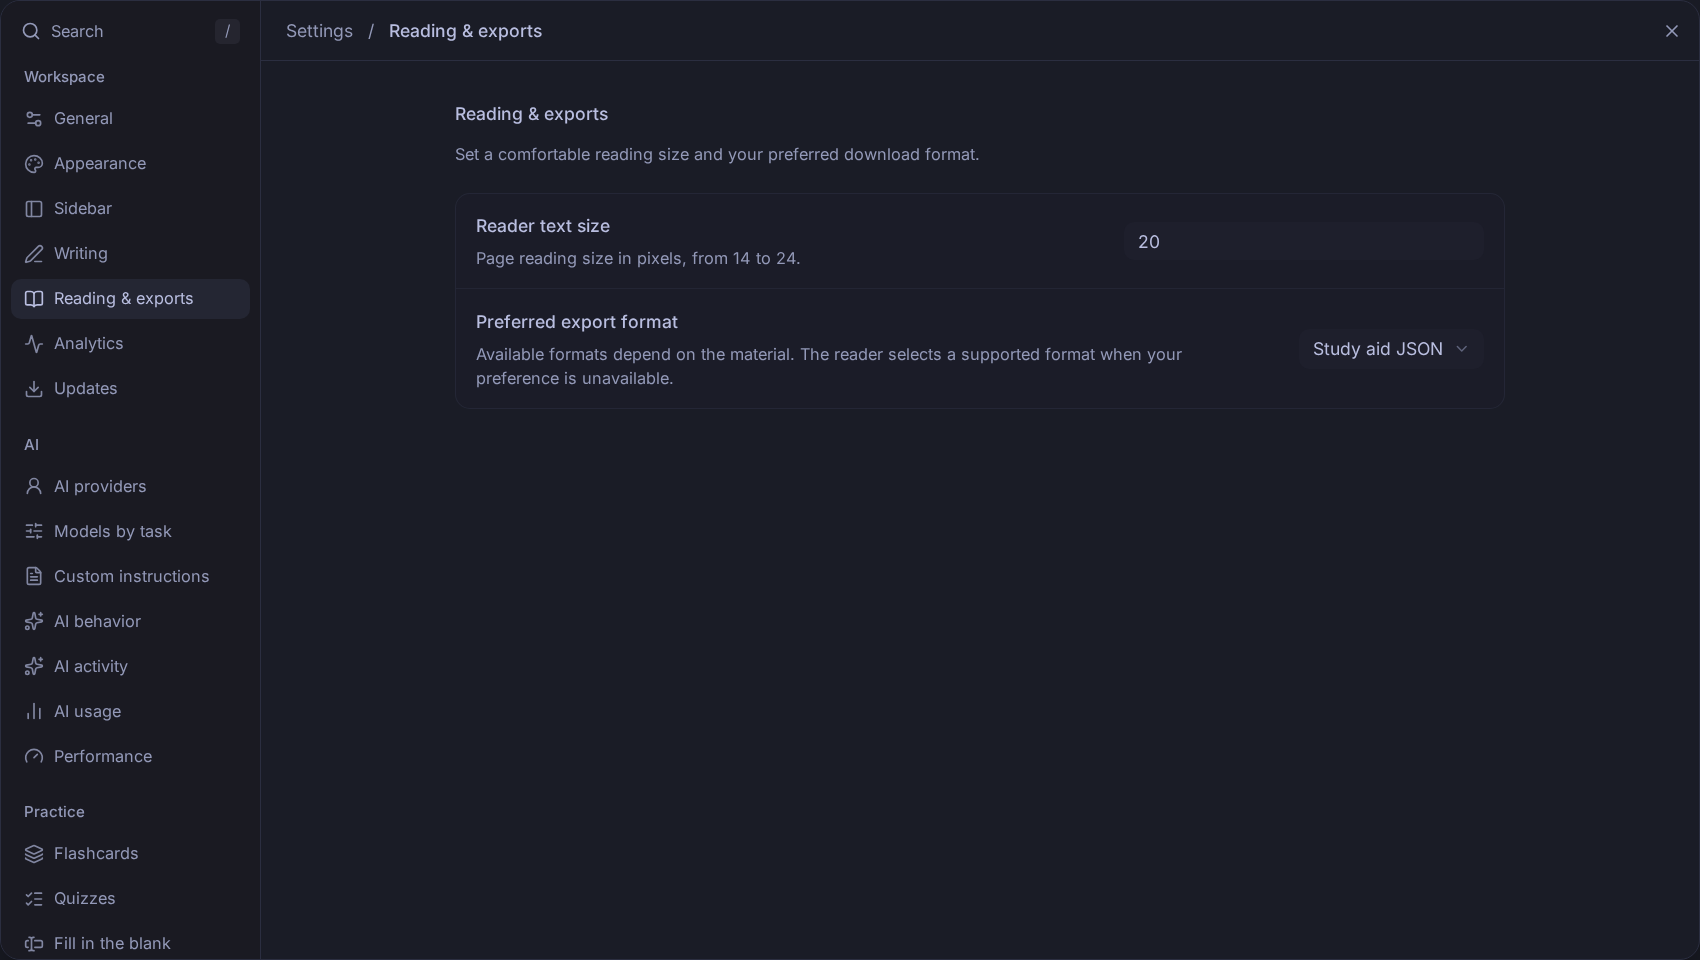 Search
/
Workspace
General
Appearance
Sidebar
Writing
Reading & exports
Analytics
Updates
AI
AI providers
Models by task
Custom instructions
AI behavior
AI activity
AI usage
Performance
Practice
Flashcards
Quizzes
Fill in the blank
Settings / Reading & exports
Reading & exports
Set a comfortable reading size and your preferred download format.
Reader text size
Page reading size in pixels, from 14 to 24.
20
Preferred export format
Available formats depend on the material. The reader selects a supported format when your
preference is unavailable.
Study aid JSON